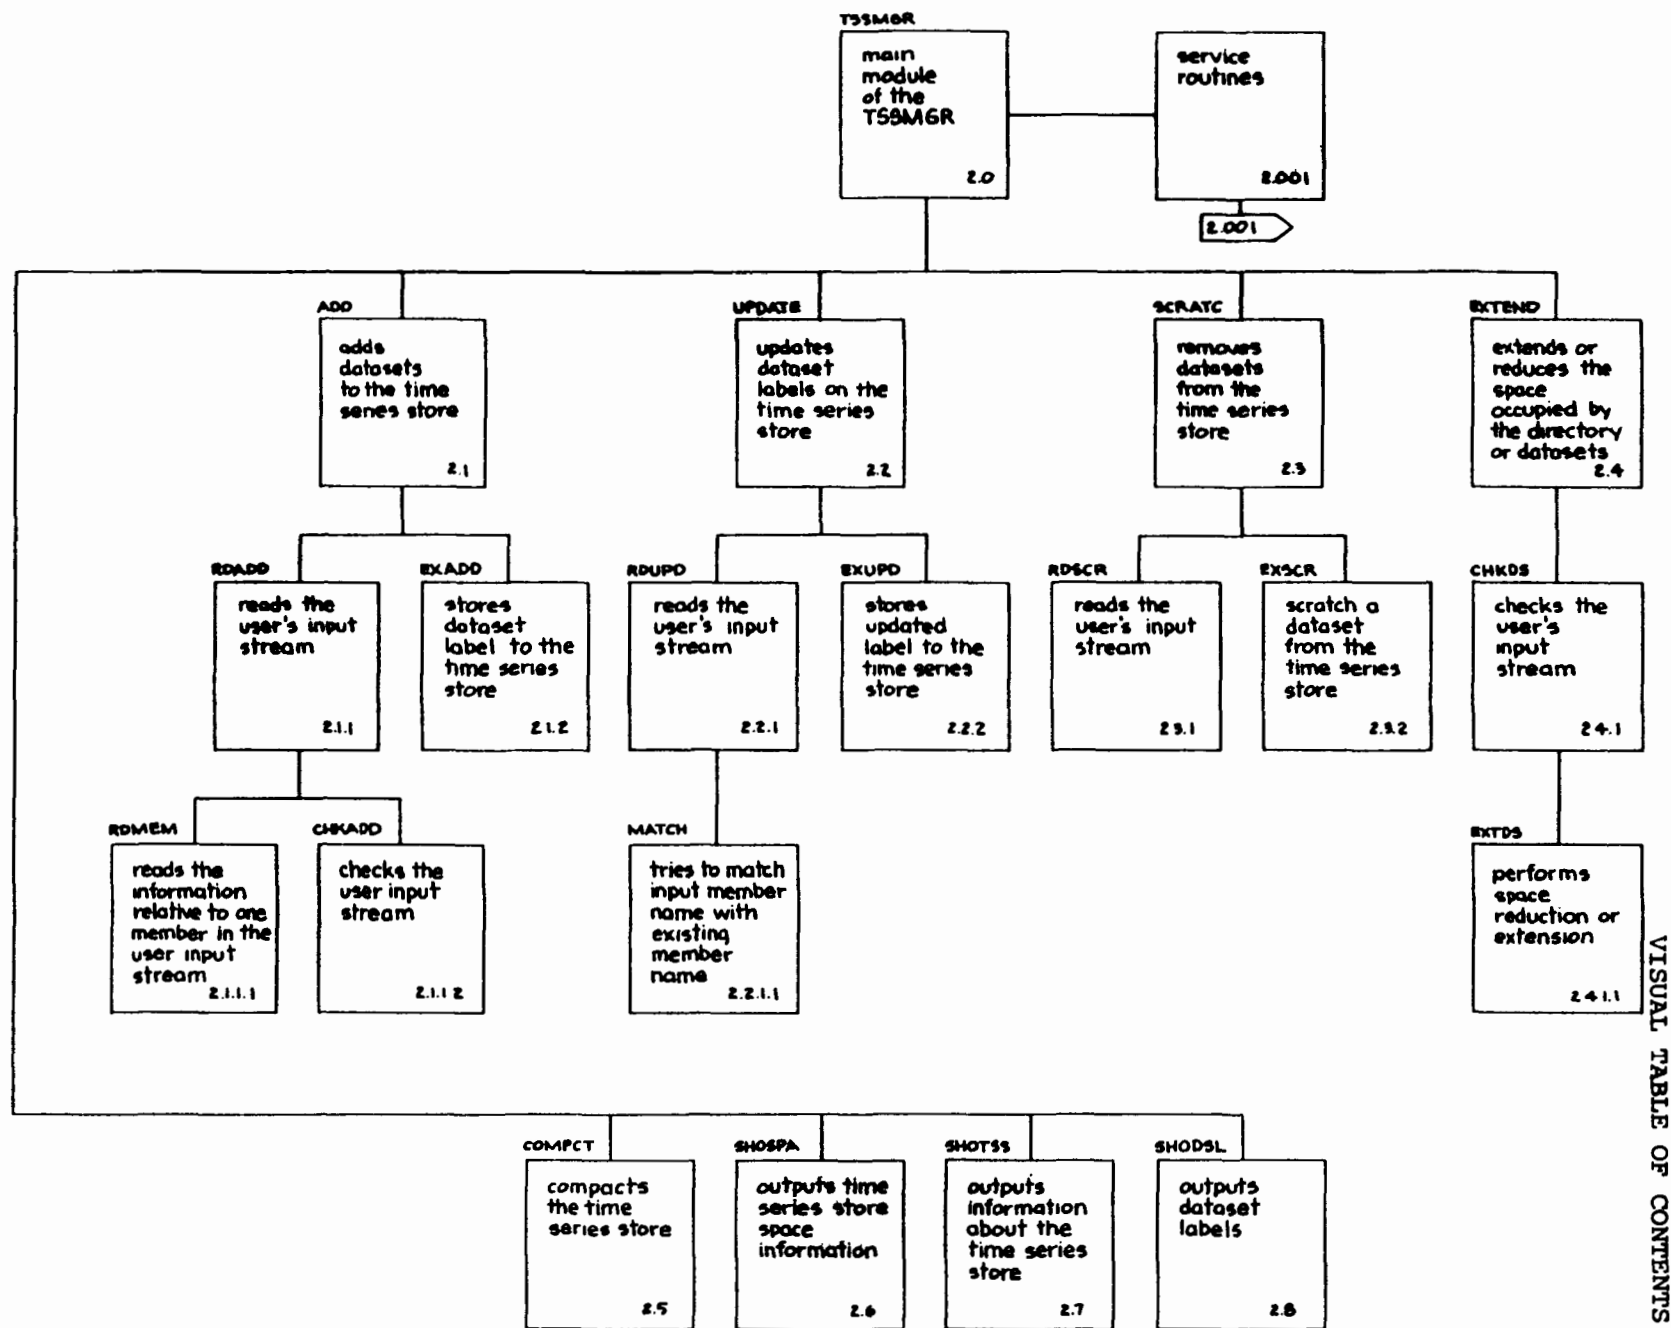 TSSMGR
main
module
of the
TSSMGR
2.0
service
routines
2.001
2.001
ADD
adds
datasets
to the time
series store
2.1
UPDATE
updates
dataset
labels on the
time series
store
2.2
SCRATC
removes
datasets
from the
time series
store
2.3
EXTEND
extends or
reduces the
space
occupied by
the directory
or datasets
2.4
RDADD
reads the
user's input
stream
2.1.1
EXADD
stores
dataset
label to the
time series
store
2.1.2
RDUPD
reads the
user's input
stream
2.2.1
EXUPD
stores
updated
label to the
time series
store
2.2.2
RDSCR
reads the
user's input
stream
2 3.1
EXSCR
scratch a
dataset
from the
time series
store
2.3.2
CHKDS
checks the
user's
input
stream
2 4.1
RDMEM
reads the
information
relative to one
member in the
user input
stream
2.1.1.1
CHKADD
checks the
user input
stream
2.1.1 2
MATCH
tries to match
input member
name with
existing
member
name
2.2.1.1
EXTDS
performs
space
reduction or
extension
2 4 1.1
COMPCT
compacts
the time
series store
2.5
SHOSPA
outputs time
series store
space
information
2.6
SHOTSS
outputs
information
about the
time series
store
2.7
SHODSL
outputs
dataset
labels
2.8
VISUAL TABLE OF CONTENTS